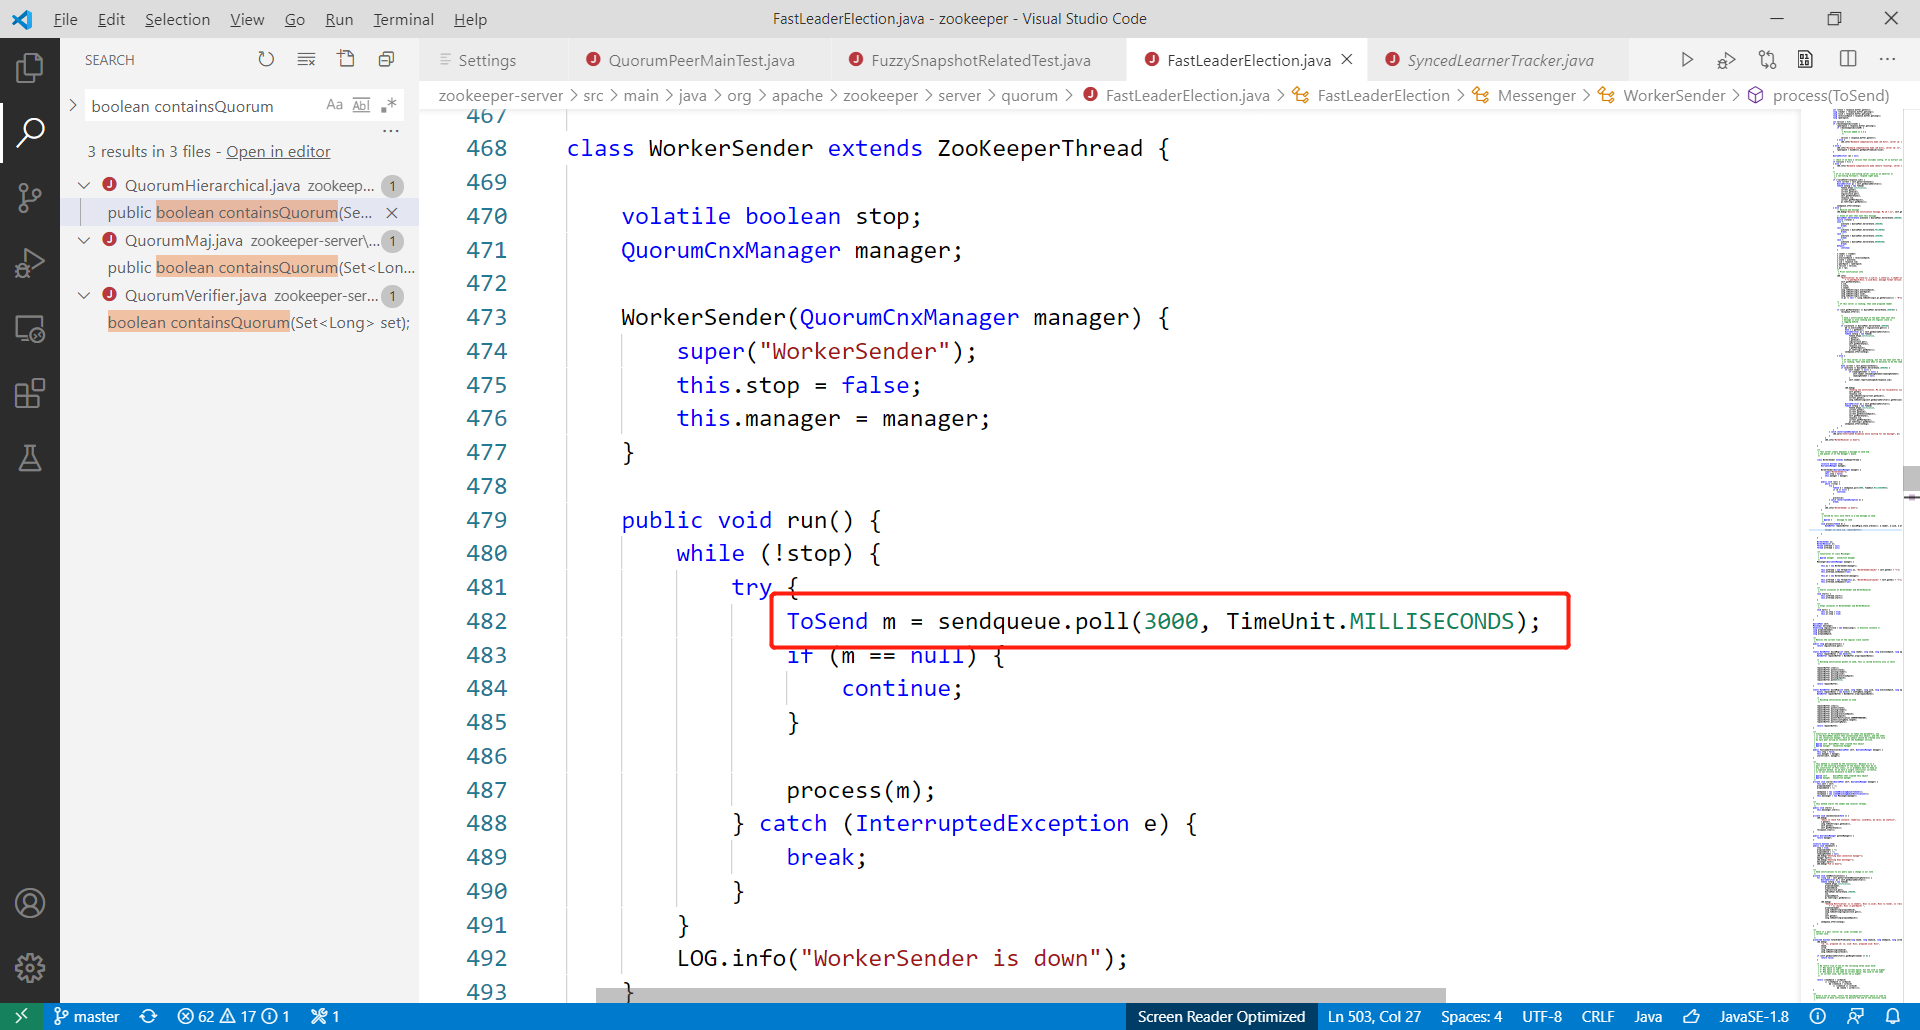 File Edit Selection View Go Run Terminal Help
FastLeaderElection.java - zookeeper - Visual Studio Code
SEARCH
boolean containsQuorum
Aa Abl .*
3 results in 3 files - Open in editor
QuorumHierarchical.java zookeep... 1
public boolean containsQuorum(Se...
QuorumMaj.java zookeeper-server\... 1
public boolean containsQuorum(Set<Lon...
QuorumVerifier.java zookeeper-ser... 1
boolean containsQuorum(Set<Long> set);
Settings QuorumPeerMainTest.java FuzzySnapshotRelatedTest.java FastLeaderElection.java SyncedLearnerTracker.java
zookeeper-server > src > main > java > org > apache > zookeeper > server > quorum > FastLeaderElection.java > FastLeaderElection > Messenger > WorkerSender > process(ToSend)
467
468 class WorkerSender extends ZooKeeperThread {
469
470 volatile boolean stop;
471 QuorumCnxManager manager;
472
473 WorkerSender(QuorumCnxManager manager) {
474 super("WorkerSender");
475 this.stop = false;
476 this.manager = manager;
477 }
478
479 public void run() {
480 while (!stop) {
481 try {
482 ToSend m = sendqueue.poll(3000, TimeUnit.MILLISECONDS);
483 if (m == null) {
484 continue;
485 }
486
487 process(m);
488 } catch (InterruptedException e) {
489 break;
490 }
491 }
492 LOG.info("WorkerSender is down");
493 }
master 62 17 1 1 Screen Reader Optimized Ln 503, Col 27 Spaces: 4 UTF-8 CRLF Java JavaSE-1.8